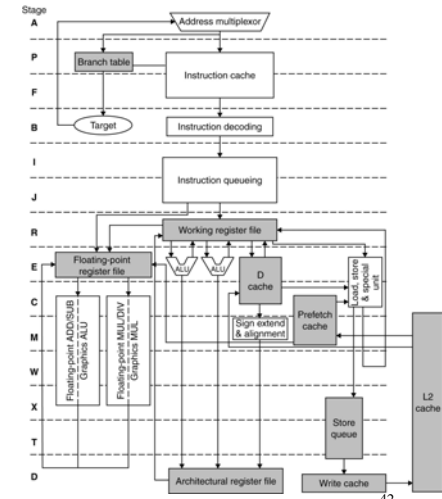 Stage
A
Address multiplexor
P
Branch table
Instruction cache
F
B
Target
Instruction decoding
I
Instruction queueing
J
R
Working register file
E
Floating-point
register file
ALU
ALU
D
cache
Load, store
& special
unit
C
Prefetch
cache
Sign extend
& alignment
M
Floating-point ADD/SUB
Graphics ALU
Floating-point MUL/DIV
Graphics MUL
W
L2
cache
X
Store
queue
T
D
Architectural register file
Write cache